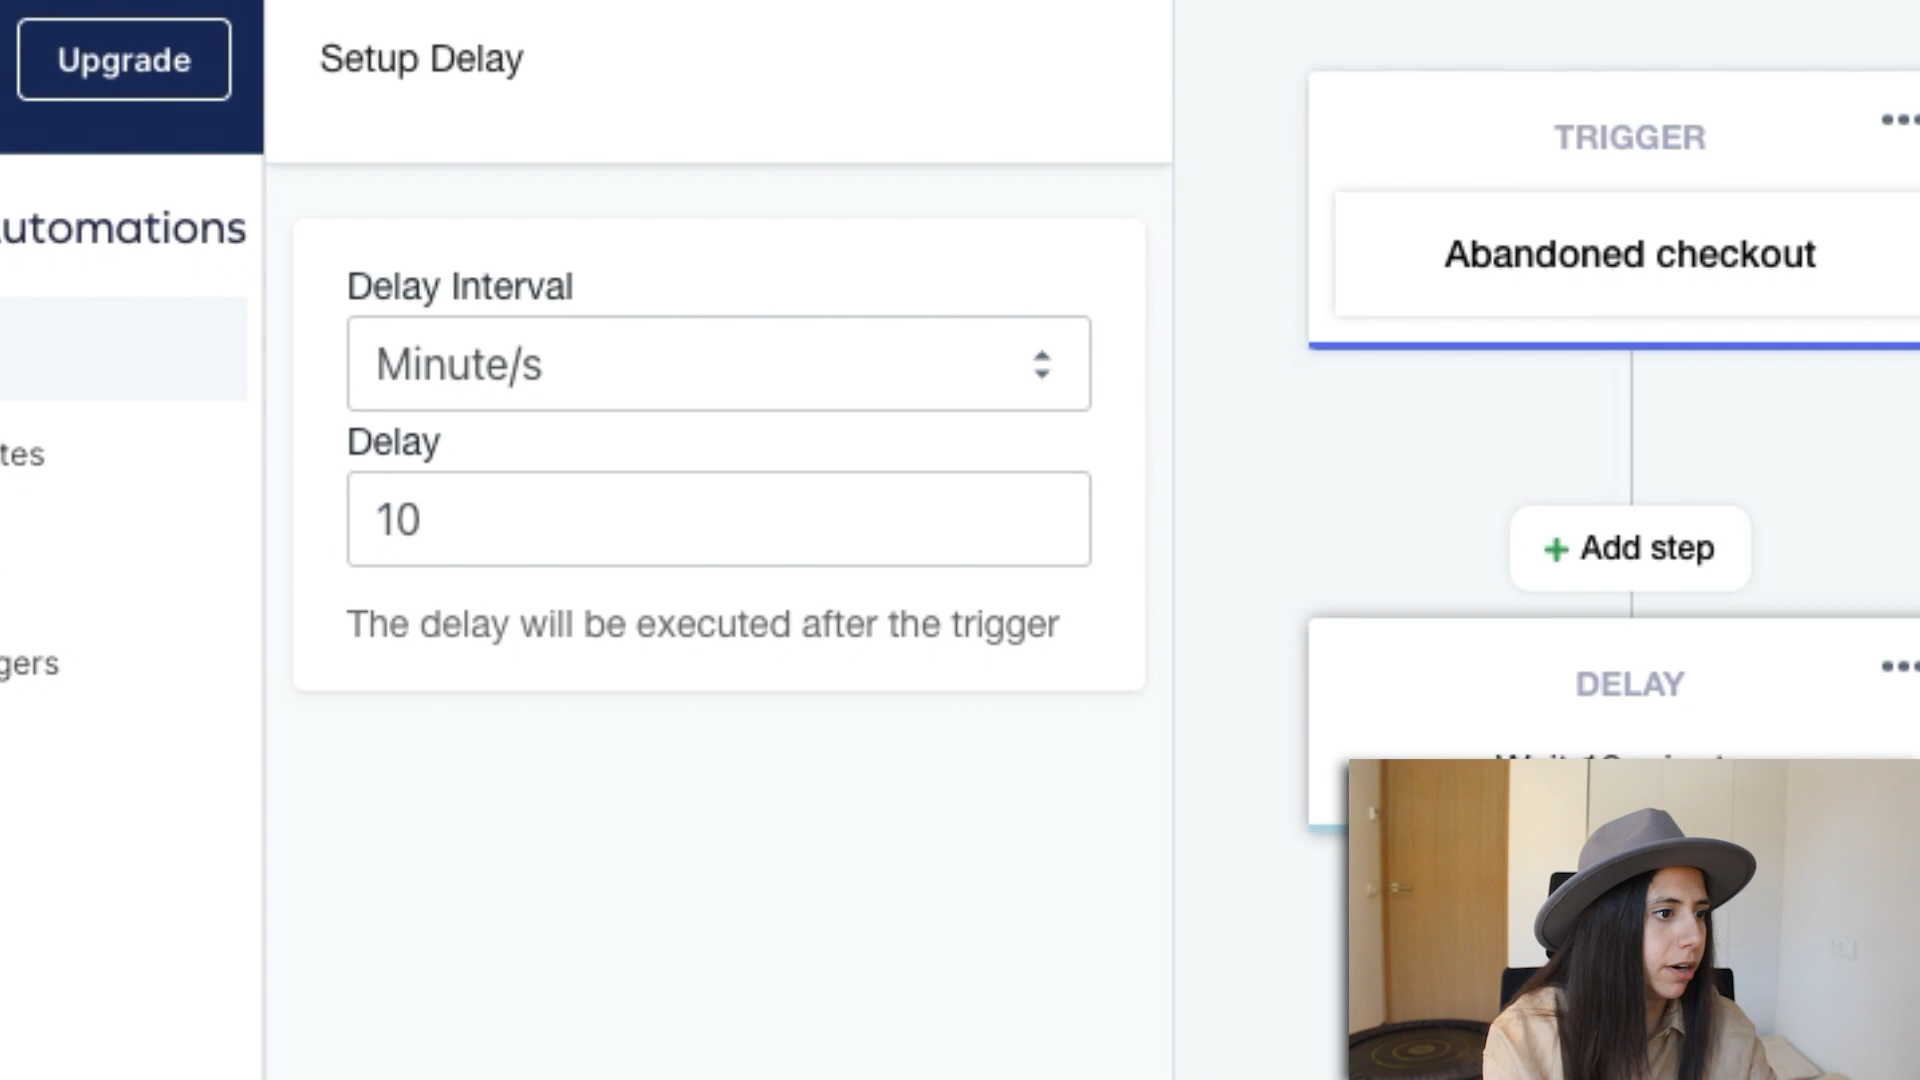 Upgrade
utomations
tes
gers
Setup Delay
Delay Interval
Minute/s
Delay
10
The delay will be executed after the trigger
TRIGGER
Abandoned checkout
+ Add step
DELAY